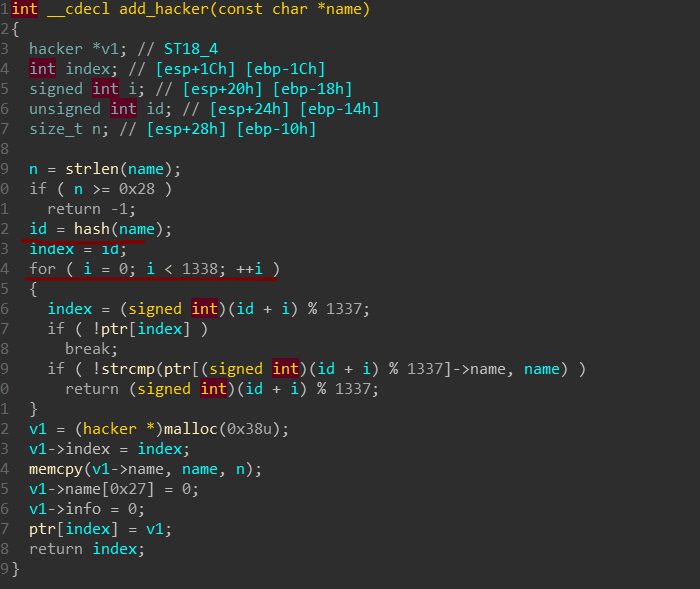 1 int __cdecl add_hacker(const char *name)
2 {
3   hacker *v1; // ST18_4
4   int index; // [esp+1Ch] [ebp-1Ch]
5   signed int i; // [esp+20h] [ebp-18h]
6   unsigned int id; // [esp+24h] [ebp-14h]
7   size_t n; // [esp+28h] [ebp-10h]
8
9   n = strlen(name);
0   if ( n >= 0x28 )
1     return -1;
2   id = hash(name);
3   index = id;
4   for ( i = 0; i < 1338; ++i )
5   {
6     index = (signed int)(id + i) % 1337;
7     if ( !ptr[index] )
8       break;
9     if ( !strcmp(ptr[(signed int)(id + i) % 1337]->name, name) )
0       return (signed int)(id + i) % 1337;
1   }
2   v1 = (hacker *)malloc(0x38u);
3   v1->index = index;
4   memcpy(v1->name, name, n);
5   v1->name[0x27] = 0;
6   v1->info = 0;
7   ptr[index] = v1;
8   return index;
9 }